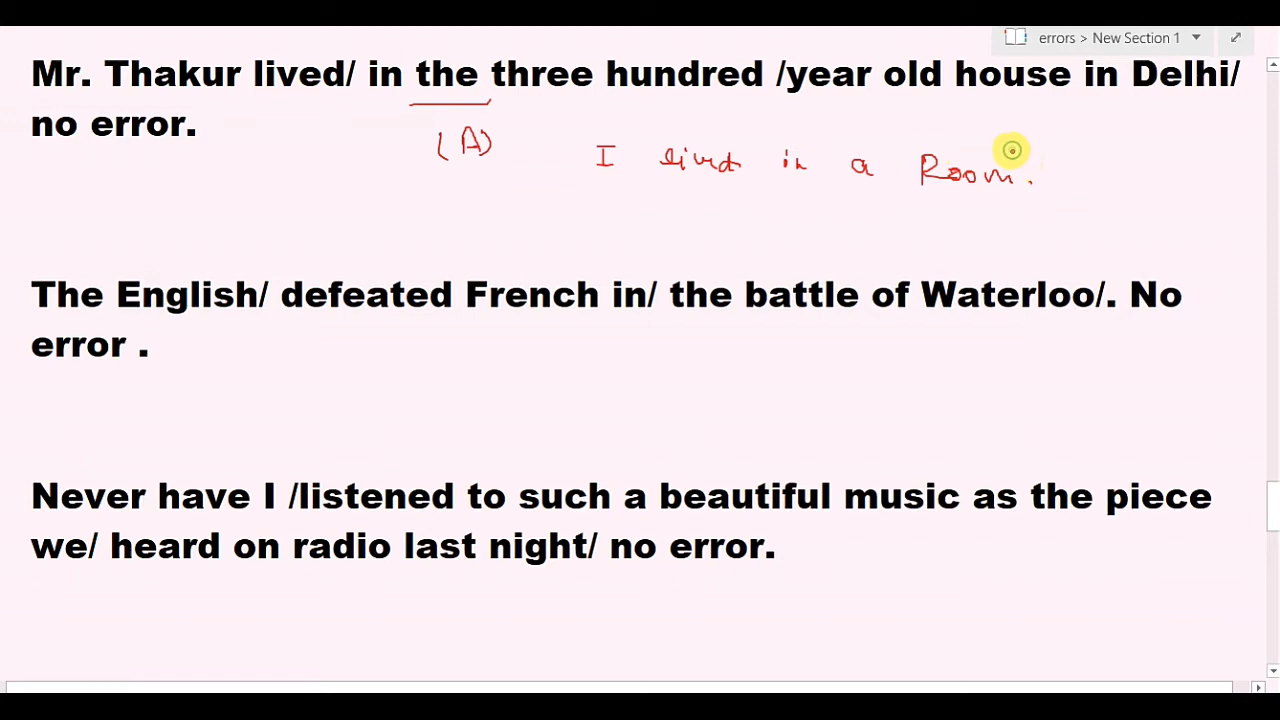 errors > New Section 1
Mr. Thakur lived/ in the three hundred /year old house in Delhi/
no error.
(A) I lived in a Room.
The English/ defeated French in/ the battle of Waterloo/. No
error .
Never have I /listened to such a beautiful music as the piece
we/ heard on radio last night/ no error.